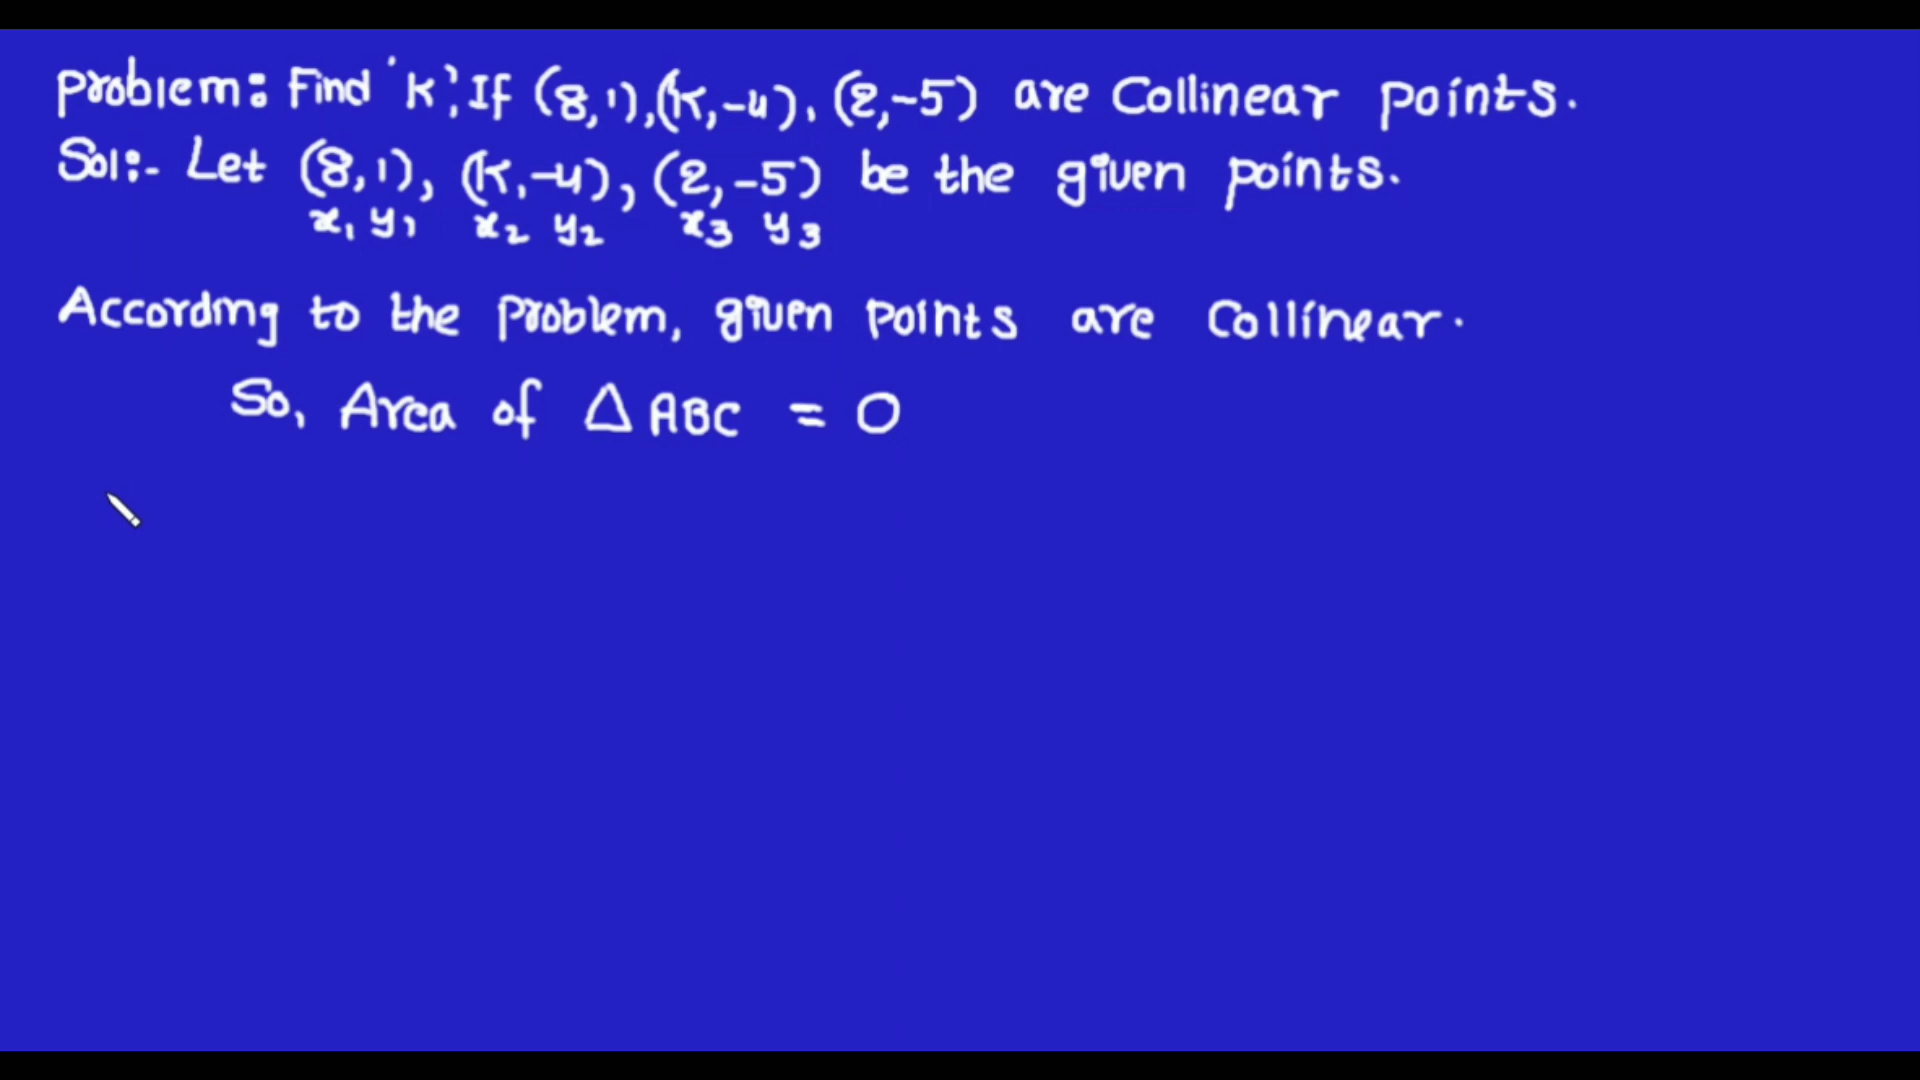 Problem: Find 'K', If (8,1),(K,-4), (2,-5) are Collinear points.
Sol:- Let (8,1), (K,-4), (2,-5) be the given points.
x₁ y₁ x₂ y₂ x₃ y₃
According to the problem, given points are Collinear.
So, Area of △ ABC = 0